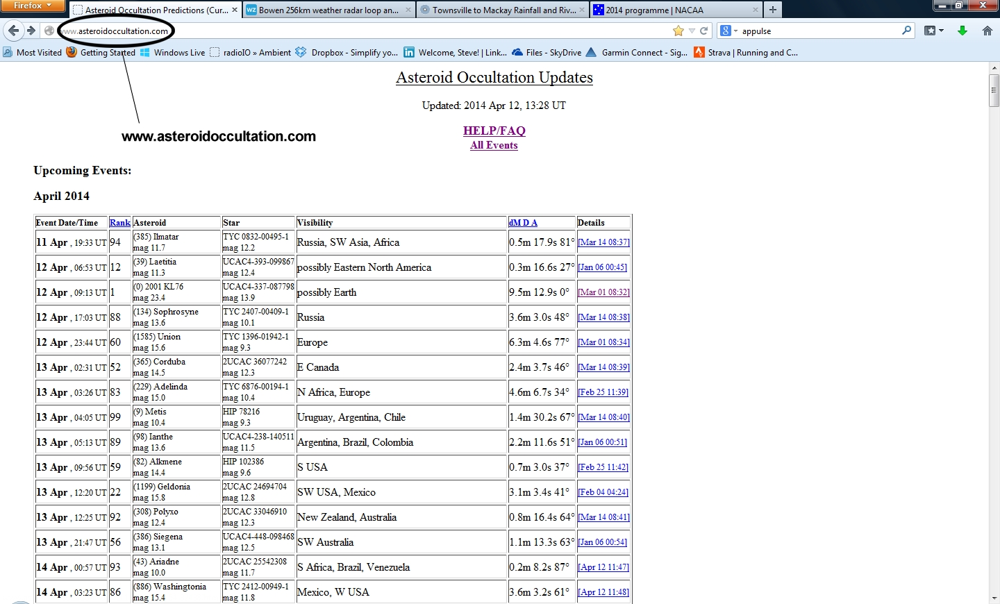 Firefox
Asteroid Occultation Predictions (Cur...
Bowen 256km weather radar loop an...
Townsville to Mackay Rainfall and Riv...
2014 programme | NACAA
www.asteroidoccultation.com
appulse
Most Visited
Getting Started
Windows Live
radioIO » Ambient
Dropbox - Simplify yo...
Welcome, Steve! | Link...
Files - SkyDrive
Garmin Connect - Sig...
Strava | Running and C...
Asteroid Occultation Updates
Updated: 2014 Apr 12, 13:28 UT
www.asteroidoccultation.com
HELP/FAQ
All Events
Upcoming Events:
April 2014
Event Date/Time Rank Asteroid Star Visibility dM D A Details
11 Apr , 19:33 UT 94 (385) Ilmatar mag 11.7 TYC 0832-00495-1 mag 12.2 Russia, SW Asia, Africa 0.5m 17.9s 81° [Mar 14 08:37]
12 Apr , 06:53 UT 12 (39) Laetitia mag 11.3 UCAC4-393-099867 mag 12.4 possibly Eastern North America 0.3m 16.6s 27° [Jan 06 00:45]
12 Apr , 09:13 UT 1 (0) 2001 KL76 mag 23.4 UCAC4-337-087798 mag 13.9 possibly Earth 9.5m 12.9s 0° [Mar 01 08:32]
12 Apr , 17:03 UT 88 (134) Sophrosyne mag 13.6 TYC 2407-00409-1 mag 10.1 Russia 3.6m 3.0s 48° [Mar 14 08:38]
12 Apr , 23:44 UT 60 (1585) Union mag 15.6 TYC 1396-01942-1 mag 9.3 Europe 6.3m 4.6s 77° [Mar 01 08:34]
13 Apr , 02:31 UT 52 (365) Corduba mag 14.5 2UCAC 36077242 mag 12.3 E Canada 2.4m 3.7s 46° [Mar 14 08:39]
13 Apr , 03:26 UT 83 (229) Adelinda mag 15.0 TYC 6876-00194-1 mag 10.4 N Africa, Europe 4.6m 6.7s 34° [Feb 25 11:39]
13 Apr , 04:05 UT 99 (9) Metis mag 10.4 HIP 78216 mag 9.3 Uruguay, Argentina, Chile 1.4m 30.2s 67° [Mar 14 08:40]
13 Apr , 05:13 UT 89 (98) Ianthe mag 13.6 UCAC4-238-140511 mag 11.5 Argentina, Brazil, Colombia 2.2m 11.6s 51° [Jan 06 00:51]
13 Apr , 09:56 UT 59 (82) Alkmene mag 14.4 HIP 102386 mag 9.6 S USA 0.7m 3.0s 37° [Feb 25 11:42]
13 Apr , 12:20 UT 22 (1199) Geldonia mag 15.8 2UCAC 24694704 mag 12.8 SW USA, Mexico 3.1m 3.4s 41° [Feb 04 04:24]
13 Apr , 12:25 UT 92 (308) Polyxo mag 12.4 2UCAC 33046910 mag 12.3 New Zealand, Australia 0.8m 16.4s 64° [Mar 14 08:41]
13 Apr , 21:47 UT 56 (386) Siegena mag 13.1 UCAC4-448-098468 mag 12.5 SW Australia 1.1m 13.3s 63° [Jan 06 00:54]
14 Apr , 00:57 UT 93 (43) Ariadne mag 10.0 2UCAC 25542308 mag 11.7 S Africa, Brazil, Venezuela 0.2m 8.2s 87° [Apr 12 11:47]
14 Apr , 03:23 UT 86 (886) Washingtonia mag 15.4 TYC 2412-00949-1 mag 11.8 Mexico, W USA 3.6m 3.2s 61° [Apr 12 11:48]